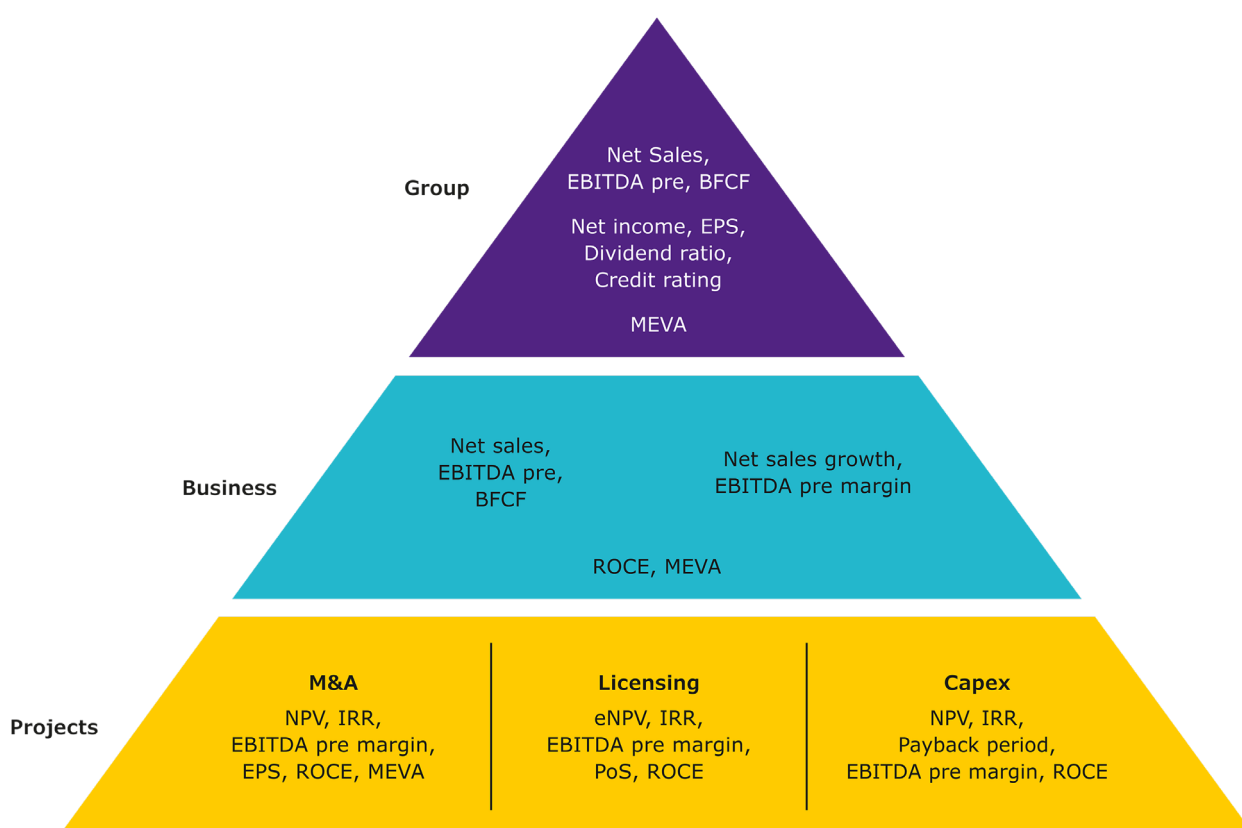 Group
Net Sales,
EBITDA pre, BFCF
Net income, EPS,
Dividend ratio,
Credit rating
MEVA
Business
Net sales,
EBITDA pre,
BFCF
Net sales growth,
EBITDA pre margin
ROCE, MEVA
Projects
M&A
NPV, IRR,
EBITDA pre margin,
EPS, ROCE, MEVA
Licensing
eNPV, IRR,
EBITDA pre margin,
PoS, ROCE
Capex
NPV, IRR,
Payback period,
EBITDA pre margin, ROCE